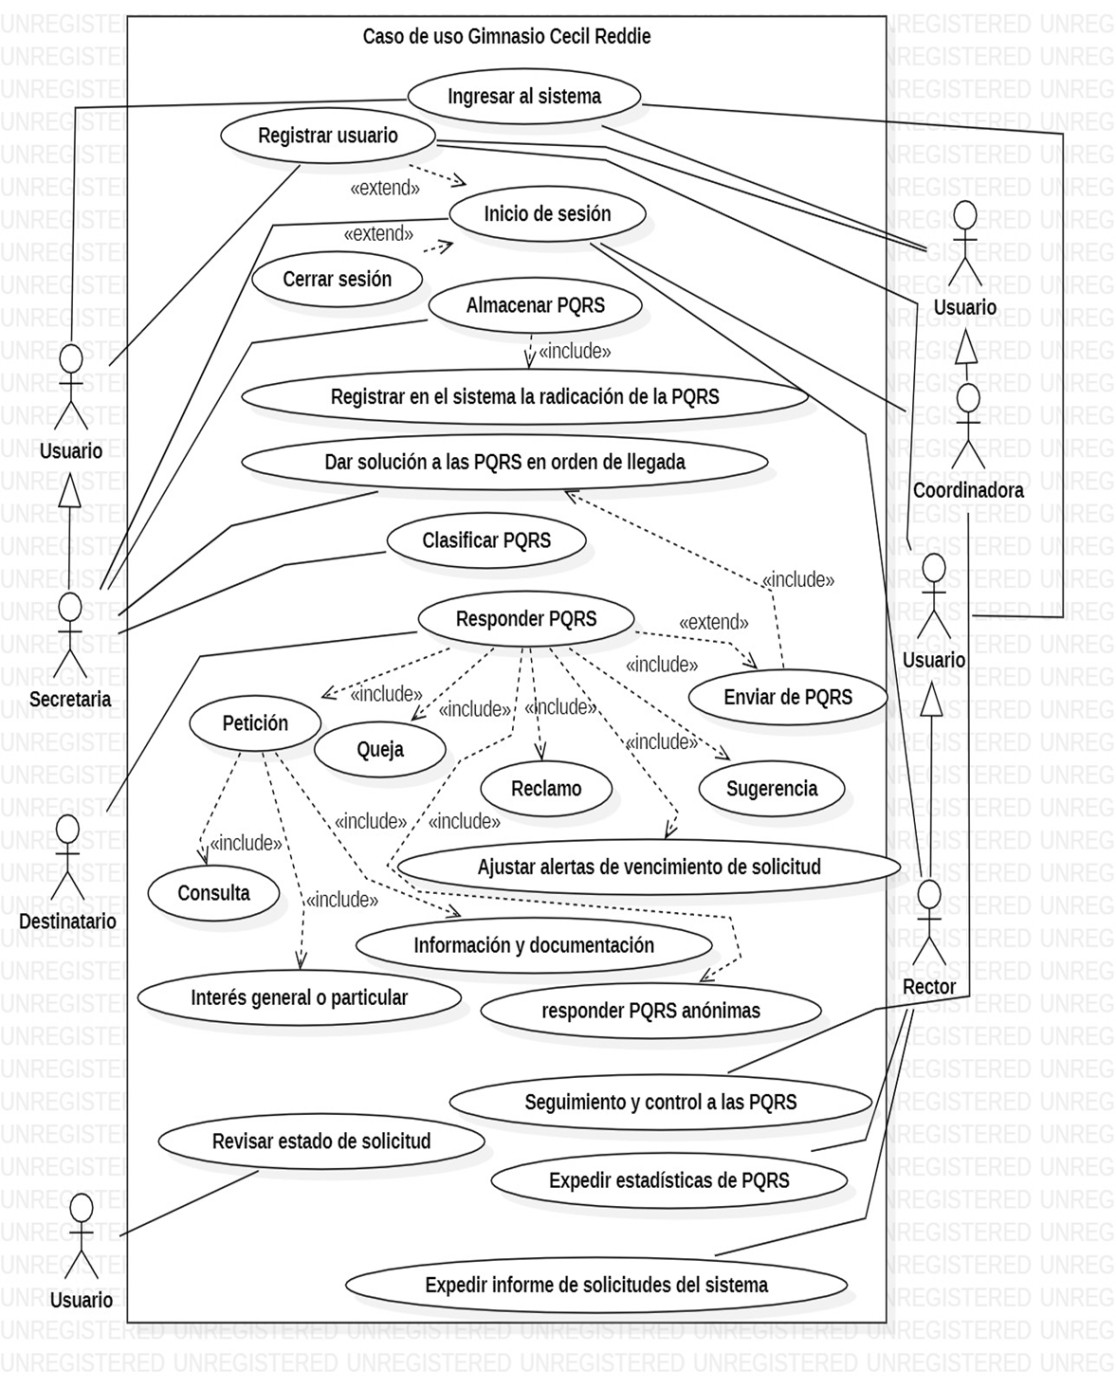 Caso de uso Gimnasio Cecil Reddie
Ingresar al sistema
Registrar usuario
«extend»
Inicio de sesión
«extend»
Cerrar sesión
Almacenar PQRS
Usuario
«include»
Registrar en el sistema la radicación de la PQRS
Usuario
Dar solución a las PQRS en orden de llegada
Coordinadora
Clasificar PQRS
«include»
Responder PQRS
«extend»
Usuario
«include»
Secretaria
«include»
Enviar de PQRS
«include»
«include»
Petición
Queja
«include»
Reclamo
Sugerencia
«include»
«include»
«include»
Ajustar alertas de vencimiento de solicitud
Consulta
«include»
Destinatario
Información y documentación
Rector
Interés general o particular
responder PQRS anónimas
Seguimiento y control a las PQRS
Revisar estado de solicitud
Expedir estadísticas de PQRS
Expedir informe de solicitudes del sistema
Usuario
UNREGISTERED UNREGISTERED UNREGISTERED UNREGISTERED UNREGISTERED UNREGISTERED UNREG